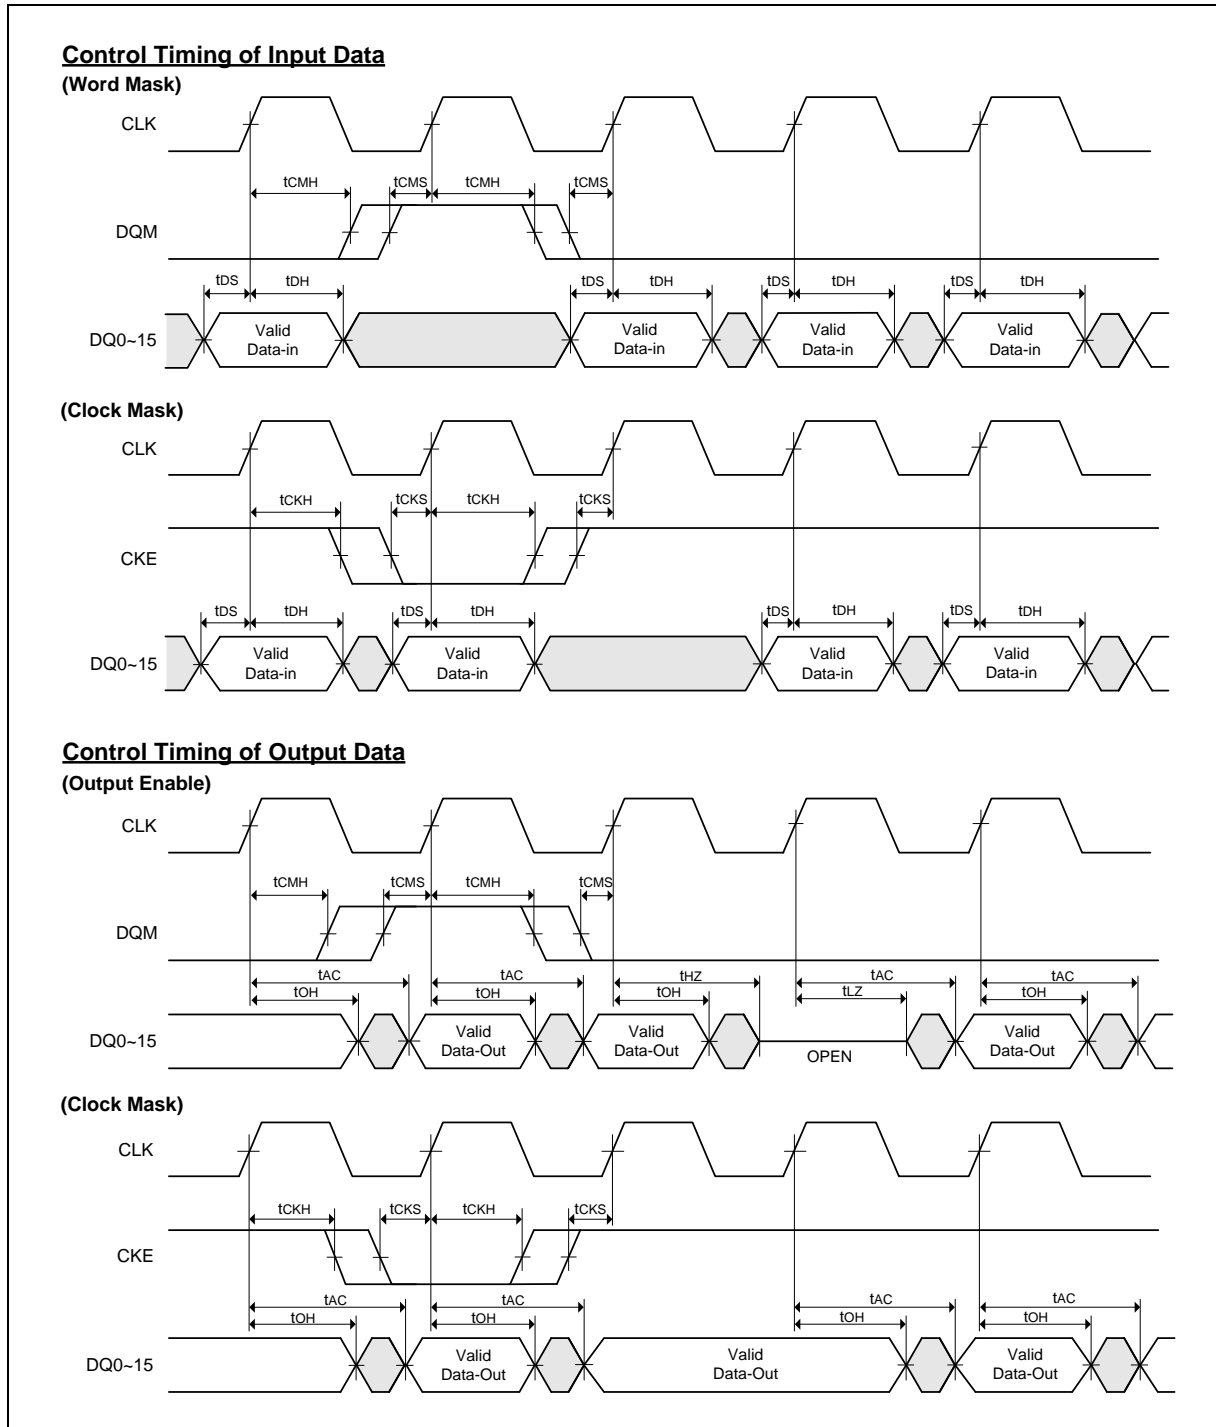 Control Timing of Input Data
(Word Mask)
CLK
tCMH tCMS tCMH tCMS
DQM
tDS tDH tDS tDH tDS tDH tDS tDH
DQ0~15
Valid Data-in
Valid Data-in
Valid Data-in
Valid Data-in
(Clock Mask)
CLK
tCKH tCKS tCKH tCKS
CKE
tDS tDH tDS tDH tDS tDH tDS tDH
DQ0~15
Valid Data-in
Valid Data-in
Valid Data-in
Valid Data-in
Control Timing of Output Data
(Output Enable)
CLK
tCMH tCMS tCMH tCMS
DQM
tAC tAC tHZ tAC tAC
tOH tOH tOH tLZ tOH
DQ0~15
Valid Data-Out
Valid Data-Out
OPEN
Valid Data-Out
(Clock Mask)
CLK
tCKH tCKS tCKH tCKS
CKE
tAC tAC tAC tAC
tOH tOH tOH tOH
DQ0~15
Valid Data-Out
Valid Data-Out
Valid Data-Out